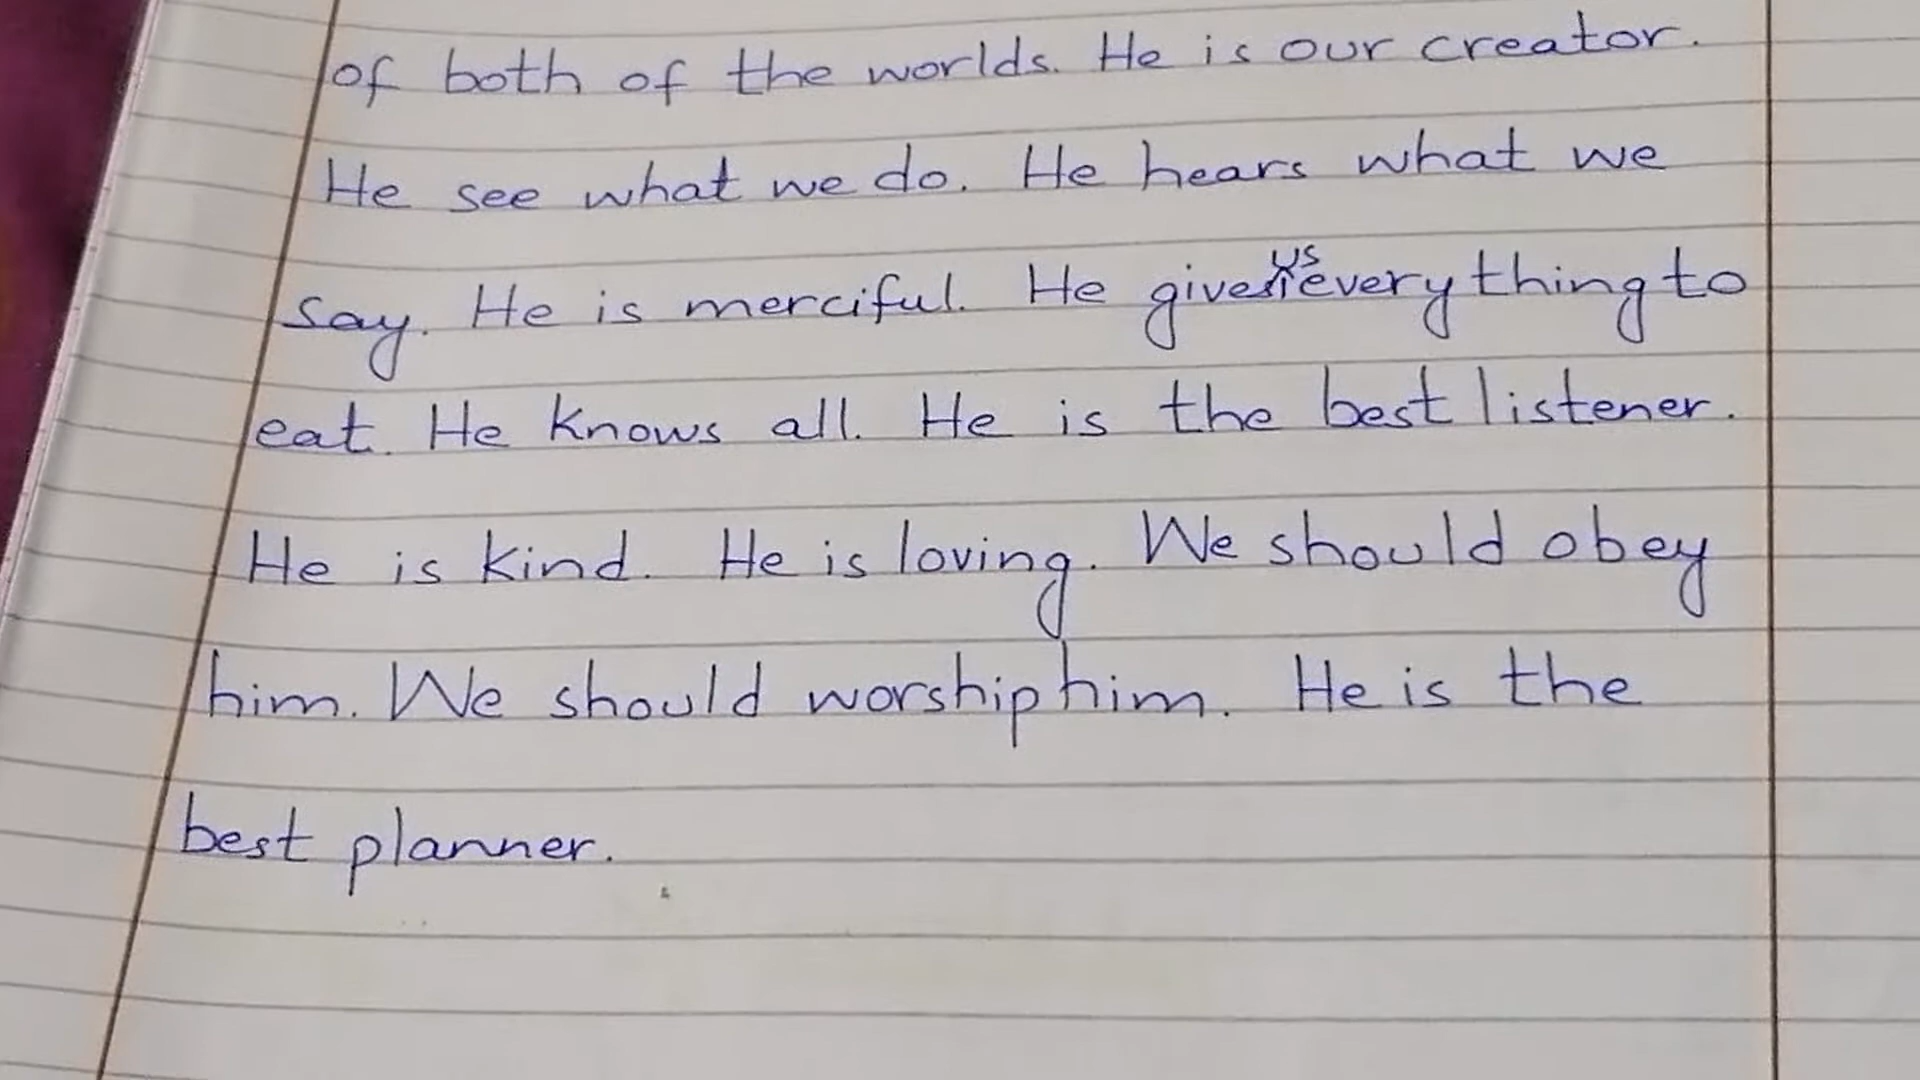 of both of the worlds. He is our creator.
He see what we do. He hears what we
say. He is merciful. He gives us everything to
eat. He knows all. He is the best listener.
He is kind. He is loving. We should obey
him. We should worship him. He is the
best planner.